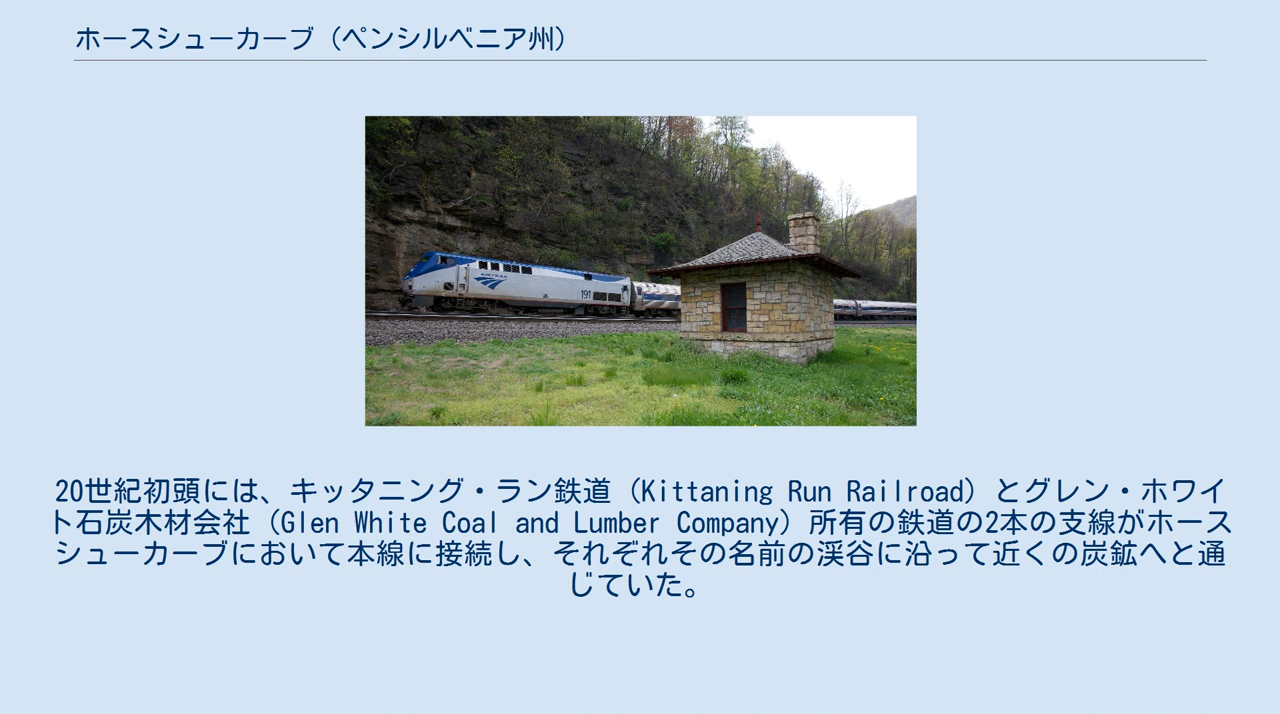 ホースシューカーブ（ペンシルベニア州）
AMTRAK
191
20世紀初頭には、キッタニング・ラン鉄道（Kittaning Run Railroad）とグレン・ホワイ
ト石炭木材会社（Glen White Coal and Lumber Company）所有の鉄道の2本の支線がホース
シューカーブにおいて本線に接続し、それぞれその名前の渓谷に沿って近くの炭鉱へと通
じていた。